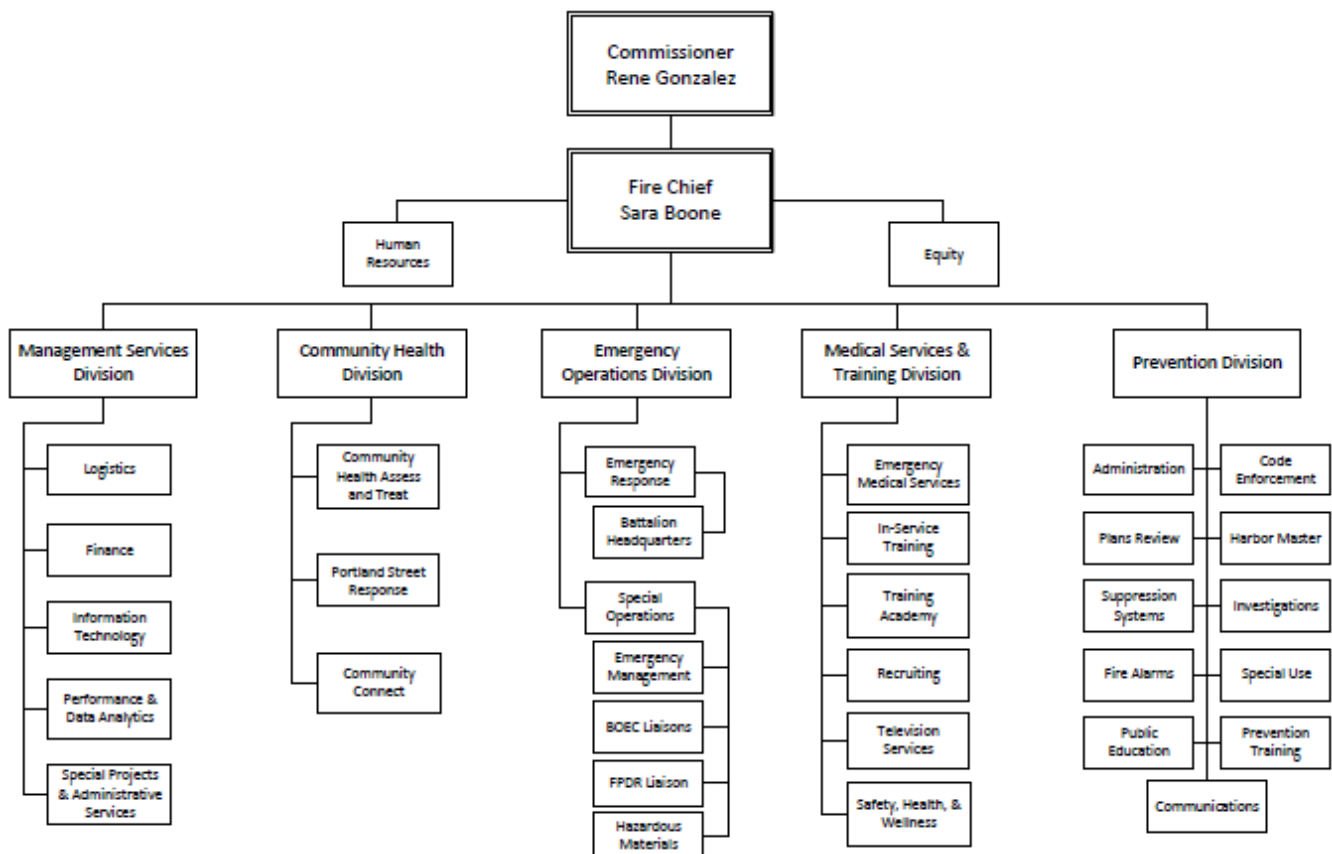 Commissioner
Rene Gonzalez
Fire Chief
Sara Boone
Human
Resources
Equity
Management Services
Division
Community Health
Division
Emergency
Operations Division
Medical Services &
Training Division
Prevention Division
Logistics
Finance
Information
Technology
Performance &
Data Analytics
Special Projects
& Administrative
Services
Community
Health Assess
and Treat
Portland Street
Response
Community
Connect
Emergency
Response
Battalion
Headquarters
Special
Operations
Emergency
Management
BOEC Liaisons
FPDR Liaison
Hazardous
Materials
Emergency
Medical Services
In-Service
Training
Training
Academy
Recruiting
Television
Services
Safety, Health, &
Wellness
Administration
Code
Enforcement
Plans Review
Harbor Master
Suppression
Systems
Investigations
Fire Alarms
Special Use
Public
Education
Prevention
Training
Communications